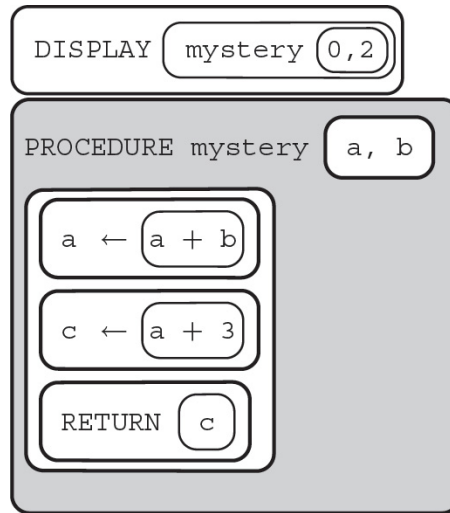 DISPLAY mystery 0,2
PROCEDURE mystery a, b
a ← a + b
c ← a + 3
RETURN c